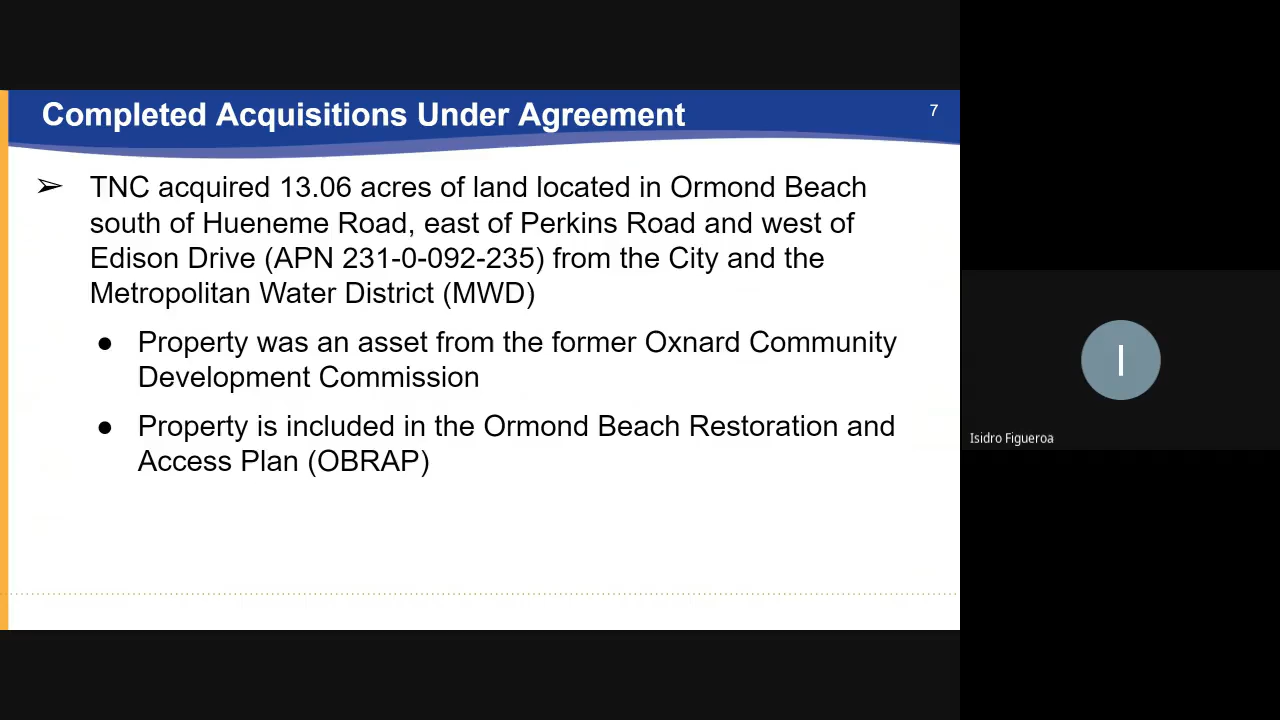 Completed Acquisitions Under Agreement
7
➢ TNC acquired 13.06 acres of land located in Ormond Beach
south of Hueneme Road, east of Perkins Road and west of
Edison Drive (APN 231-0-092-235) from the City and the
Metropolitan Water District (MWD)
● Property was an asset from the former Oxnard Community
Development Commission
● Property is included in the Ormond Beach Restoration and
Access Plan (OBRAP)
I
Isidro Figueroa